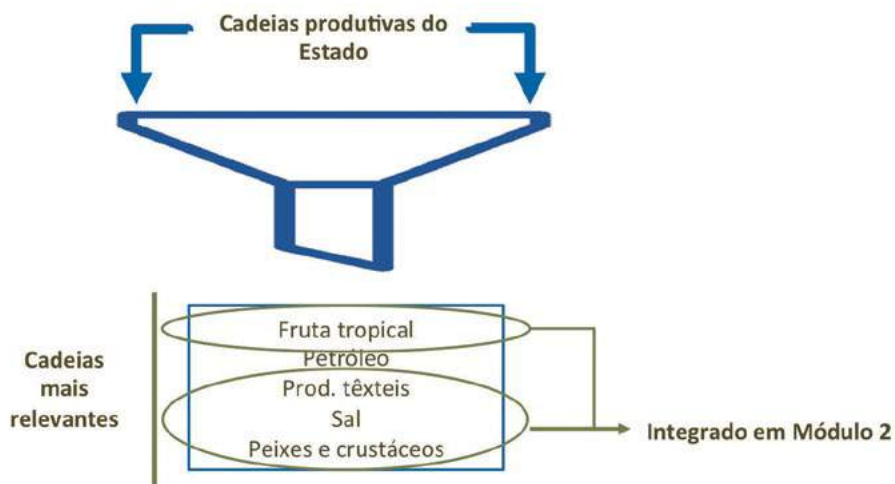 Cadeias produtivas do
Estado
Fruta tropical
Petróleo
Cadeias
mais
relevantes
Prod. têxteis
Sal
Peixes e crustáceos
Integrado em Módulo 2